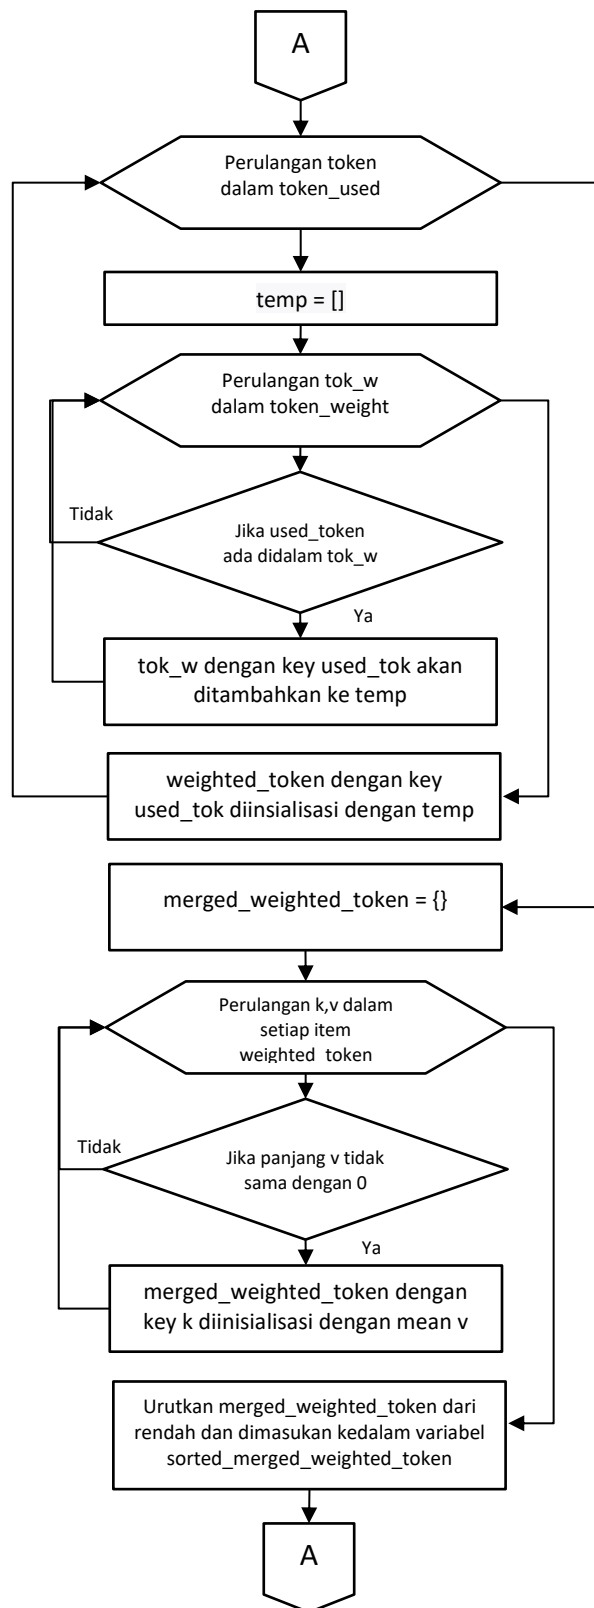 A
Perulangan token
dalam token_used
temp = []
Perulangan tok_w
dalam token_weight
Tidak
Jika used_token
ada didalam tok_w
Ya
tok_w dengan key used_tok akan
ditambahkan ke temp
weighted_token dengan key
used_tok diinsialisasi dengan temp
merged_weighted_token = {}
Perulangan k,v dalam
setiap item
weighted_token
Tidak
Jika panjang v tidak
sama dengan 0
Ya
merged_weighted_token dengan
key k diinisialisasi dengan mean v
Urutkan merged_weighted_token dari
rendah dan dimasukan kedalam variabel
sorted_merged_weighted_token
A